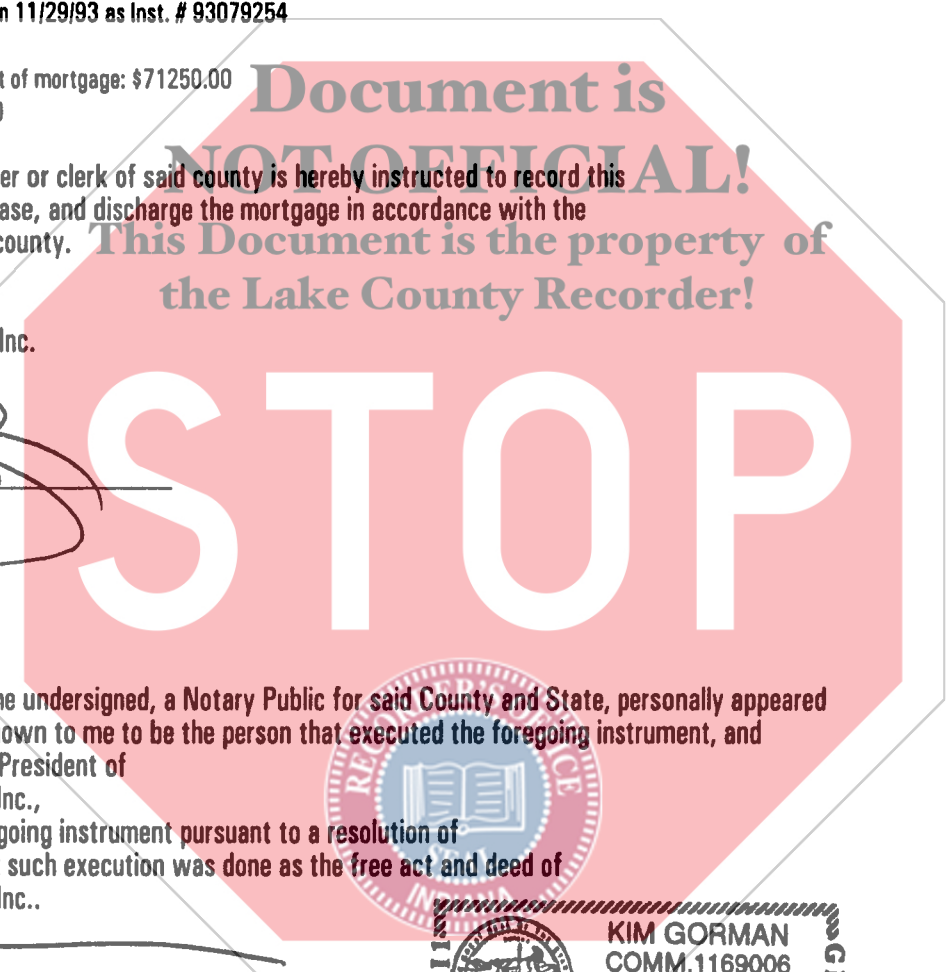 n 11/29/93 as Inst. # 93079254
t of mortgage: $71250.00
Document is
NOT OFFICIAL!
er or clerk of said county is hereby instructed to record this
ase, and discharge the mortgage in accordance with the
county.
This Document is the property of
the Lake County Recorder!
Inc.
STOP
ne undersigned, a Notary Public for said County and State, personally appeared
own to me to be the person that executed the foregoing instrument, and
President of
Inc.,
going instrument pursuant to a resolution of
such execution was done as the free act and deed of
Inc..
RECORDER'S OFFICE
SEAL
INDIANA
KIM GORMAN
COMM.1169006